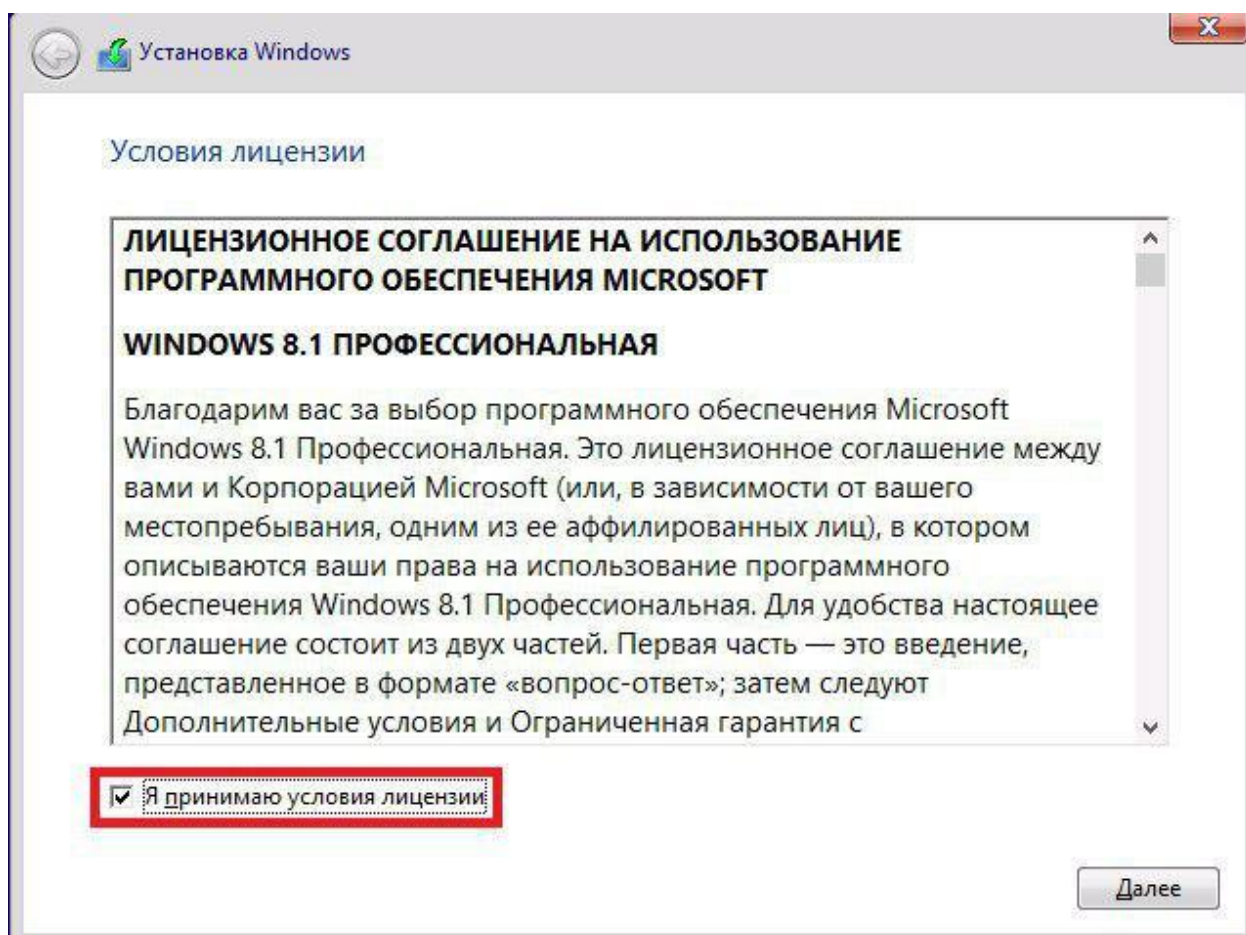 Установка Windows
Условия лицензии
ЛИЦЕНЗИОННОЕ СОГЛАШЕНИЕ НА ИСПОЛЬЗОВАНИЕ
ПРОГРАММНОГО ОБЕСПЕЧЕНИЯ MICROSOFT
WINDOWS 8.1 ПРОФЕССИОНАЛЬНАЯ
Благодарим вас за выбор программного обеспечения Microsoft
Windows 8.1 Профессиональная. Это лицензионное соглашение между
вами и Корпорацией Microsoft (или, в зависимости от вашего
местопребывания, одним из ее аффилированных лиц), в котором
описываются ваши права на использование программного
обеспечения Windows 8.1 Профессиональная. Для удобства настоящее
соглашение состоит из двух частей. Первая часть — это введение,
представленное в формате «вопрос-ответ»; затем следуют
Дополнительные условия и Ограниченная гарантия с
Я принимаю условия лицензии
Далее